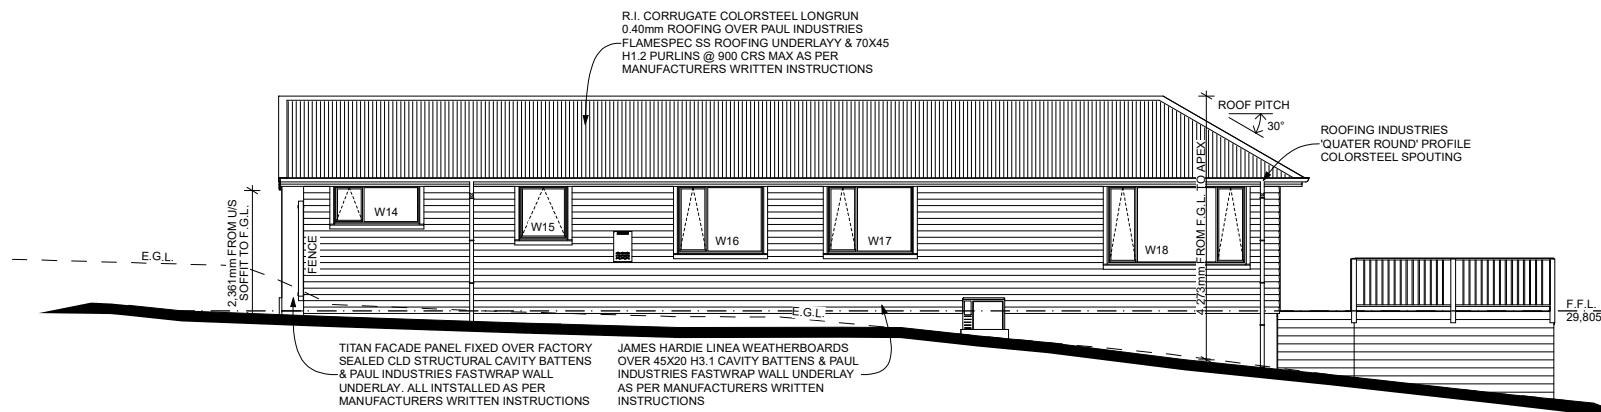 R.I. CORRUGATE COLORSTEEL LONGRUN
0.40mm ROOFING OVER PAUL INDUSTRIES
FLAMESPEC SS ROOFING UNDERLAYY & 70X45
H1.2 PURLINS @ 900 CRS MAX AS PER
MANUFACTURERS WRITTEN INSTRUCTIONS
ROOF PITCH
30°
ROOFING INDUSTRIES
'QUATER ROUND' PROFILE
COLORSTEEL SPOUTING
4,273mm FROM F.G.L. TO APEX
2,361mm FROM U/S
SOFFIT TO F.G.L.
FENCE
W14
W15
W16
W17
W18
E.G.L.
E.G.L.
F.F.L.
29,805
TITAN FACADE PANEL FIXED OVER FACTORY
SEALED CLD STRUCTURAL CAVITY BATTENS
& PAUL INDUSTRIES FASTWRAP WALL
UNDERLAY. ALL INTSTALLED AS PER
MANUFACTURERS WRITTEN INSTRUCTIONS
JAMES HARDIE LINEA WEATHERBOARDS
OVER 45X20 H3.1 CAVITY BATTENS & PAUL
INDUSTRIES FASTWRAP WALL UNDERLAY
AS PER MANUFACTURERS WRITTEN
INSTRUCTIONS